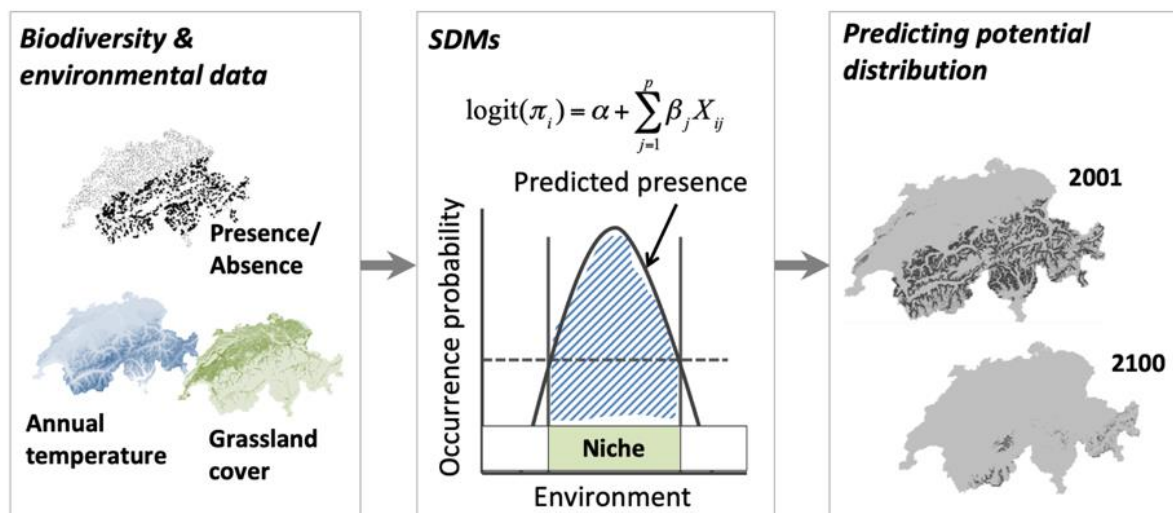 Biodiversity &
environmental data
Presence/
Absence
Annual
temperature
Grassland
cover
SDMs
logit(πᵢ) = α + ∑ⱼ₌₁ᵖ βⱼXᵢⱼ
Predicted presence
Occurrence probability
Niche
Environment
Predicting potential
distribution
2001
2100